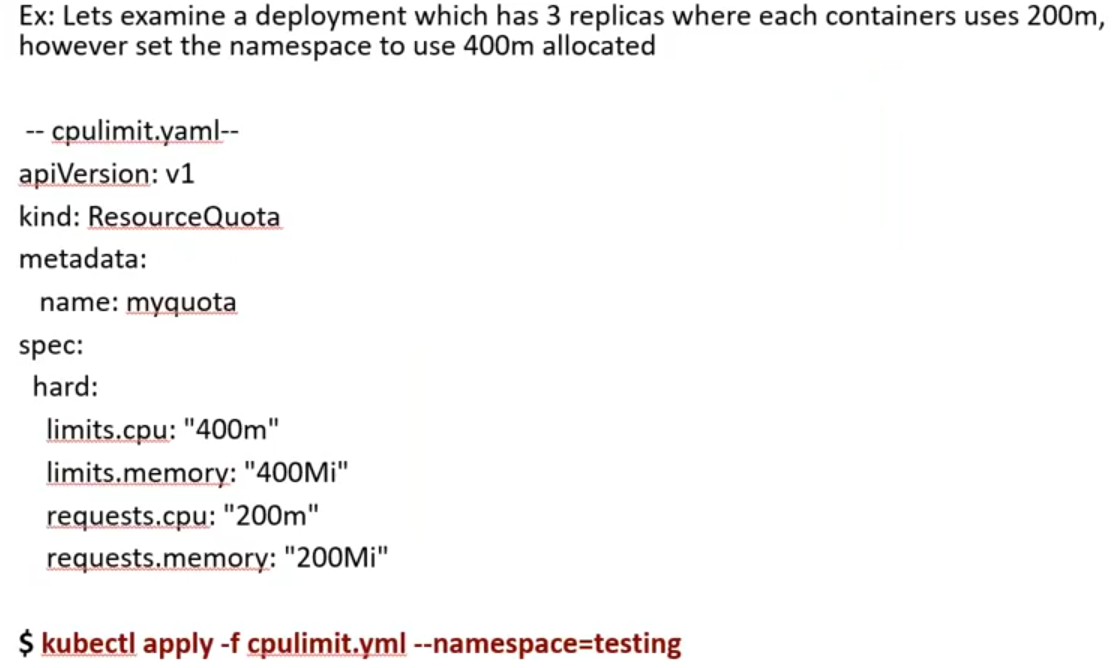 Ex: Lets examine a deployment which has 3 replicas where each containers uses 200m,
however set the namespace to use 400m allocated
-- cpulimit.yaml--
apiVersion: v1
kind: ResourceQuota
metadata:
name: myquota
spec:
hard:
limits.cpu: "400m"
limits.memory: "400Mi"
requests.cpu: "200m"
requests.memory: "200Mi"
$ kubectl apply -f cpulimit.yml --namespace=testing